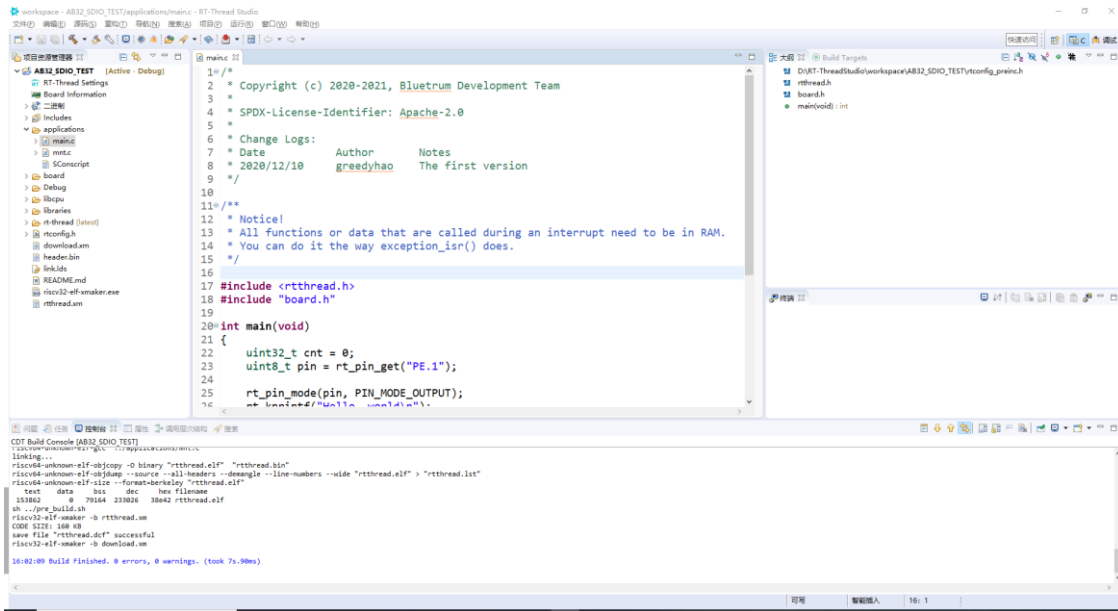 workspace - AB32_SDIO_TEST/applications/main.c - RT-Thread Studio
文件(F) 编辑(E) 源码(S) 重构(T) 导航(N) 搜索(A) 项目(P) 运行(R) 窗口(W) 帮助(H)
快速访问 C 调试
项目资源管理器
AB32_SDIO_TEST [Active - Debug]
RT-Thread Settings
Board Information
二进制
Includes
applications
main.c
mnt.c
SConscript
board
Debug
libcpu
libraries
rt-thread [latest]
rtconfig.h
download.xm
header.bin
link.lds
README.md
riscv32-elf-xmaker.exe
rtthread.xm
main.c
1 /*
2  * Copyright (c) 2020-2021, Bluetrum Development Team
3  *
4  * SPDX-License-Identifier: Apache-2.0
5  *
6  * Change Logs:
7  * Date           Author       Notes
8  * 2020/12/10     greedyhao    The first version
9  */
10
11 /**
12  * Notice!
13  * All functions or data that are called during an interrupt need to be in RAM.
14  * You can do it the way exception_isr() does.
15  */
16
17 #include <rtthread.h>
18 #include "board.h"
19
20 int main(void)
21 {
22     uint32_t cnt = 0;
23     uint8_t pin = rt_pin_get("PE.1");
24
25     rt_pin_mode(pin, PIN_MODE_OUTPUT);
26     rt_kprintf("Hello, world\n");
大纲 Build Targets
D:\RT-ThreadStudio\workspace\AB32_SDIO_TEST\rtconfig_preinc.h
rtthread.h
board.h
main(void) : int
终端
问题 任务 控制台 属性 调用层次结构 搜索
CDT Build Console [AB32_SDIO_TEST]
riscv64-unknown-elf-gcc ../applications/mnt.c
linking...
riscv64-unknown-elf-objcopy -O binary "rtthread.elf" "rtthread.bin"
riscv64-unknown-elf-objdump --source --all-headers --demangle --line-numbers --wide "rtthread.elf" > "rtthread.lst"
riscv64-unknown-elf-size --format=berkeley "rtthread.elf"
text data bss dec hex filename
153862 0 79164 233026 38e42 rtthread.elf
sh ../pre_build.sh
riscv32-elf-xmaker -b rtthread.xm
CODE SIZE: 160 KB
save file "rtthread.dcf" successful
riscv32-elf-xmaker -b download.xm
16:02:09 Build Finished. 0 errors, 0 warnings. (took 7s.90ms)
可写 智能插入 16: 1